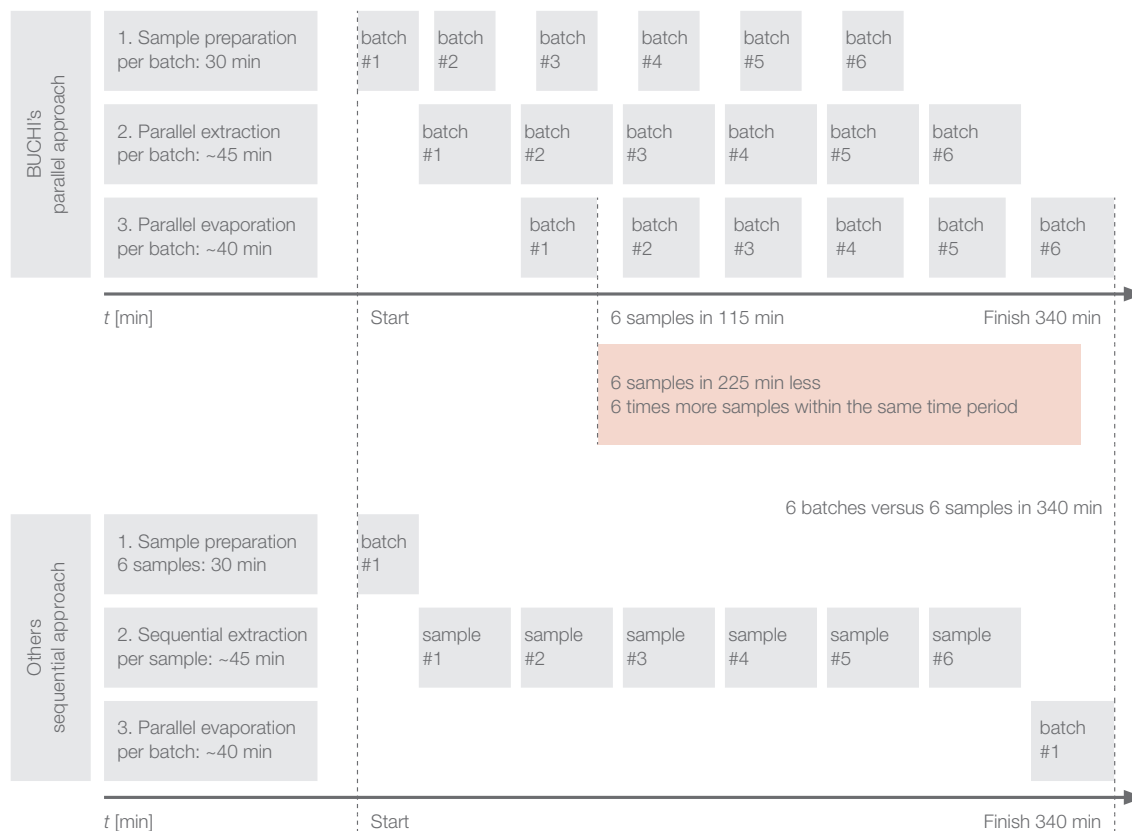 BUCHI's
parallel approach
1. Sample preparation
per batch: 30 min
batch
#1
batch
#2
batch
#3
batch
#4
batch
#5
batch
#6
2. Parallel extraction
per batch: ~45 min
batch
#1
batch
#2
batch
#3
batch
#4
batch
#5
batch
#6
3. Parallel evaporation
per batch: ~40 min
batch
#1
batch
#2
batch
#3
batch
#4
batch
#5
batch
#6
t [min]
Start
6 samples in 115 min
Finish 340 min
6 samples in 225 min less
6 times more samples within the same time period
6 batches versus 6 samples in 340 min
Others
sequential approach
1. Sample preparation
6 samples: 30 min
batch
#1
2. Sequential extraction
per sample: ~45 min
sample
#1
sample
#2
sample
#3
sample
#4
sample
#5
sample
#6
3. Parallel evaporation
per batch: ~40 min
batch
#1
t [min]
Start
Finish 340 min